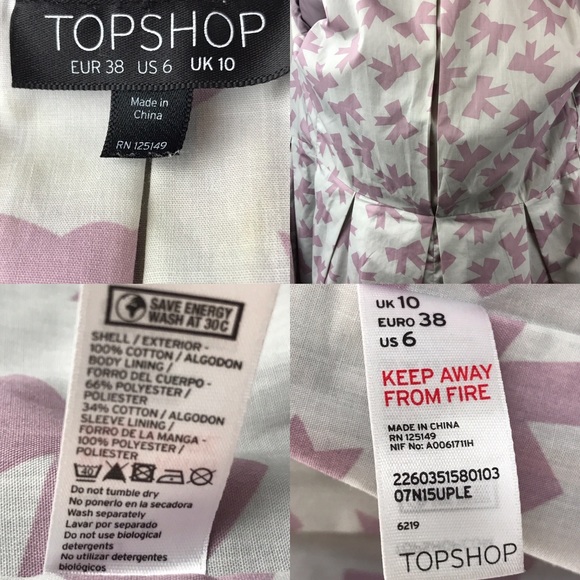 TOPSHOP
EUR 38 US 6 UK 10
Made in
China
RN 125149
SAVE ENERGY
WASH AT 30C
SHELL / EXTERIOR -
100% COTTON / ALGODON
BODY LINING /
FORRO DEL CUERPO -
66% POLYESTER /
POLIESTER
34% COTTON / ALGODON
SLEEVE LINING /
FORRO DE LA MANGA -
100% POLYESTER /
POLIESTER
Do not tumble dry
No ponerlo en la secadora
Wash separately
Lavar por separado
Do not use biological
detergents
No utilizar detergentes
biológicos
UK 10
EURO 38
US 6
KEEP AWAY
FROM FIRE
MADE IN CHINA
RN 125149
NIF No: A0061711H
2260351580103
07N15UPLE
6219
TOPSHOP